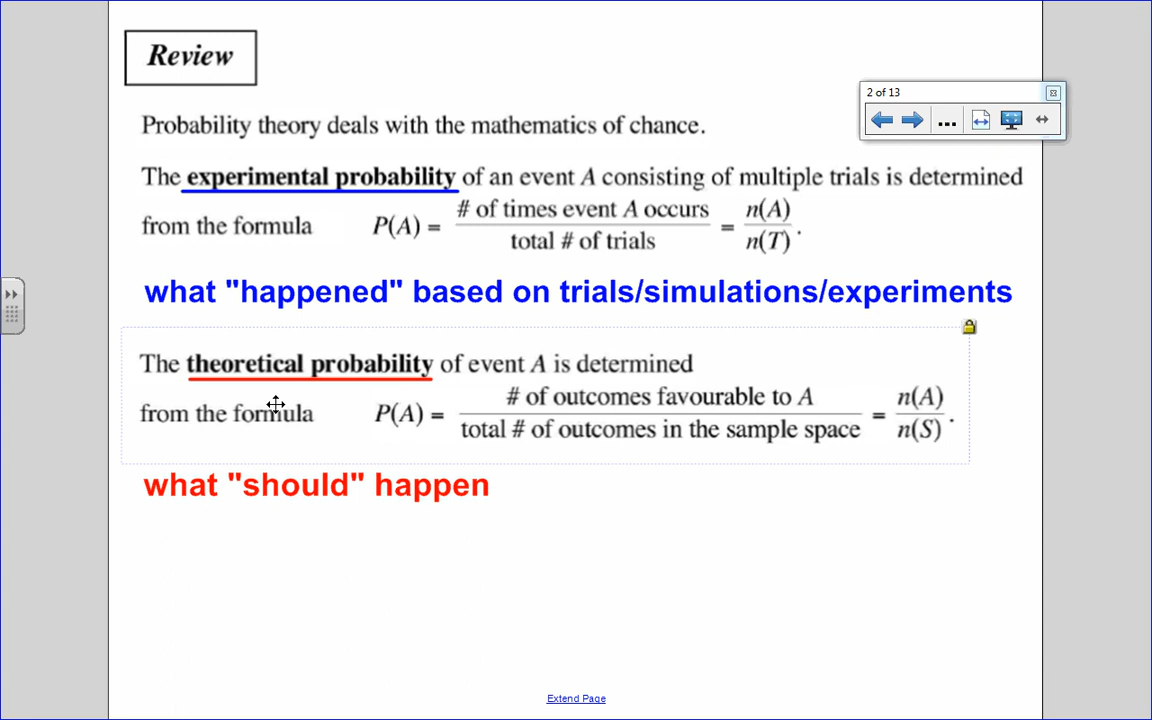 Review
2 of 13
Probability theory deals with the mathematics of chance.
The experimental probability of an event A consisting of multiple trials is determined
from the formula P(A) = # of times event A occurs / total # of trials = n(A) / n(T) .
what "happened" based on trials/simulations/experiments
The theoretical probability of event A is determined
from the formula P(A) = # of outcomes favourable to A / total # of outcomes in the sample space = n(A) / n(S) .
what "should" happen
Extend Page